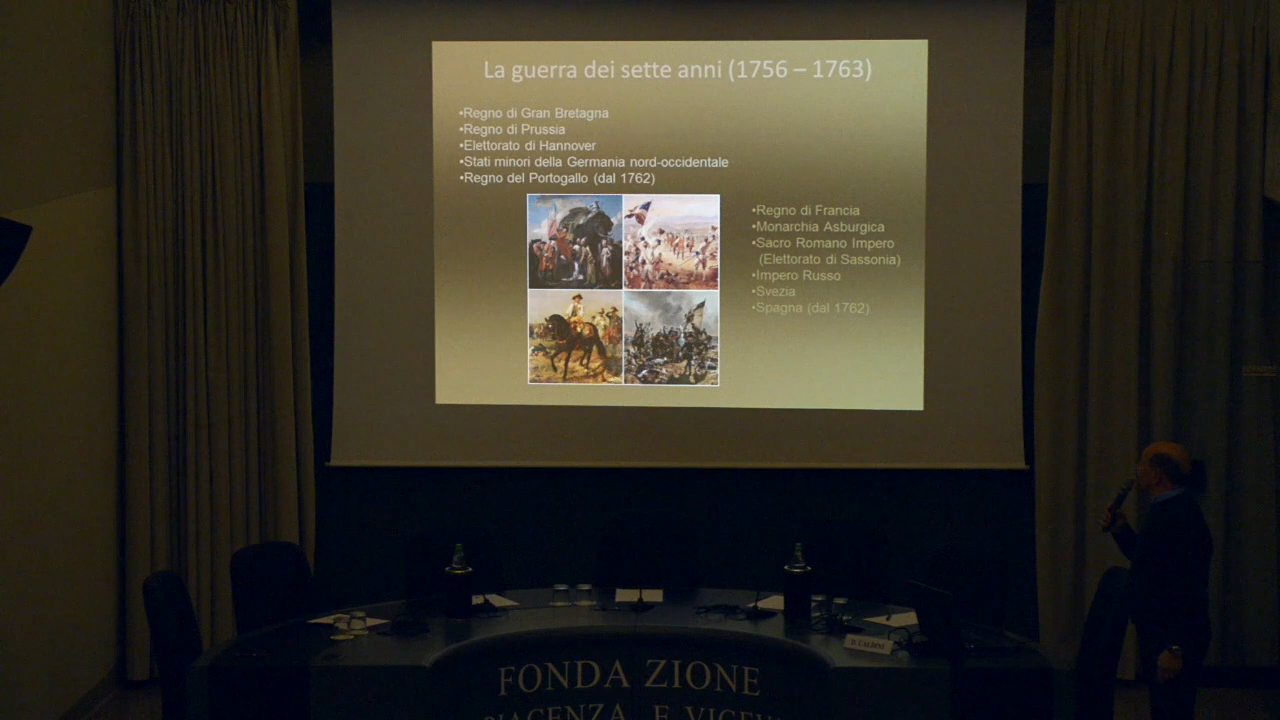 La guerra dei sette anni (1756 – 1763)
•Regno di Gran Bretagna
•Regno di Prussia
•Elettorato di Hannover
•Stati minori della Germania nord-occidentale
•Regno del Portogallo (dal 1762)
•Regno di Francia
•Monarchia Asburgica
•Sacro Romano Impero
(Elettorato di Sassonia)
•Impero Russo
•Svezia
•Spagna (dal 1762)
D. CALDINI
FONDAZIONE
PIACENZA E